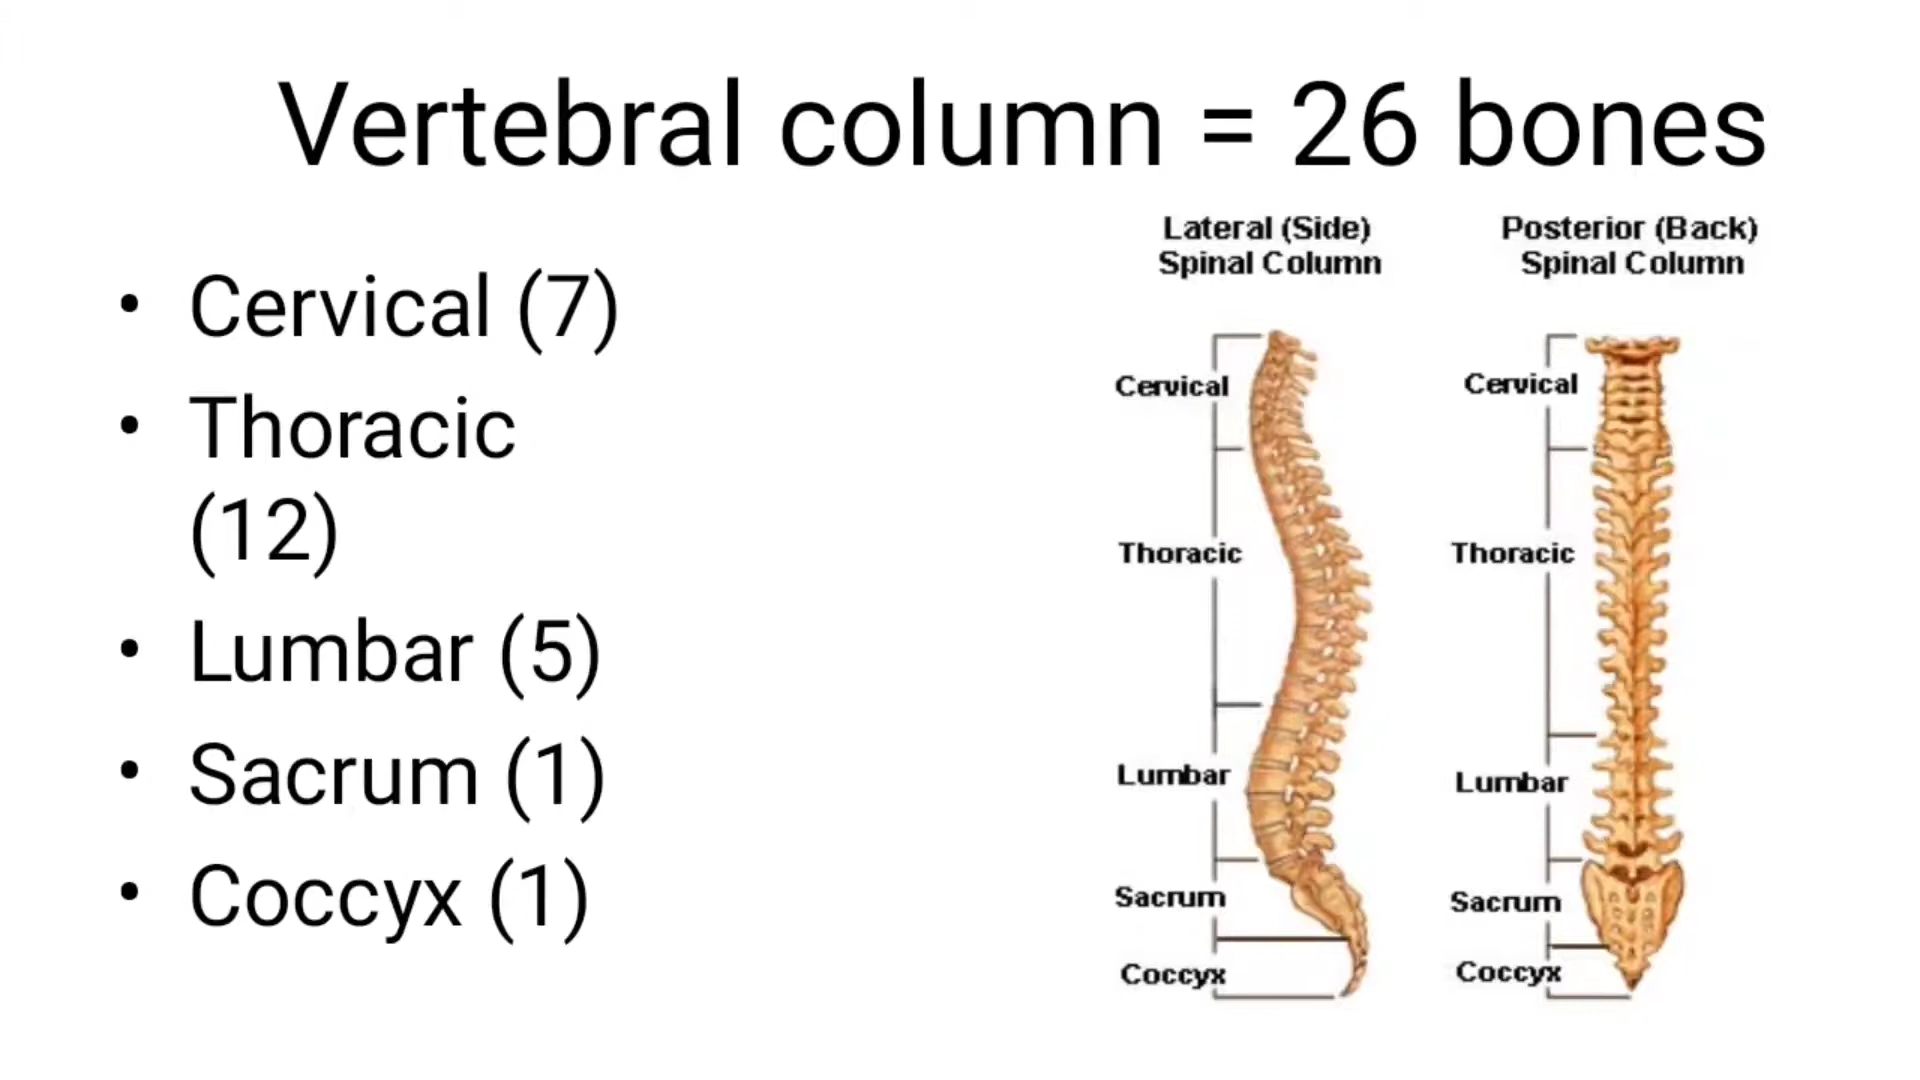 Vertebral column = 26 bones
• Cervical (7)
• Thoracic
(12)
• Lumbar (5)
• Sacrum (1)
• Coccyx (1)
Lateral (Side)
Spinal Column
Cervical
Thoracic
Lumbar
Sacrum
Coccyx
Posterior (Back)
Spinal Column
Cervical
Thoracic
Lumbar
Sacrum
Coccyx